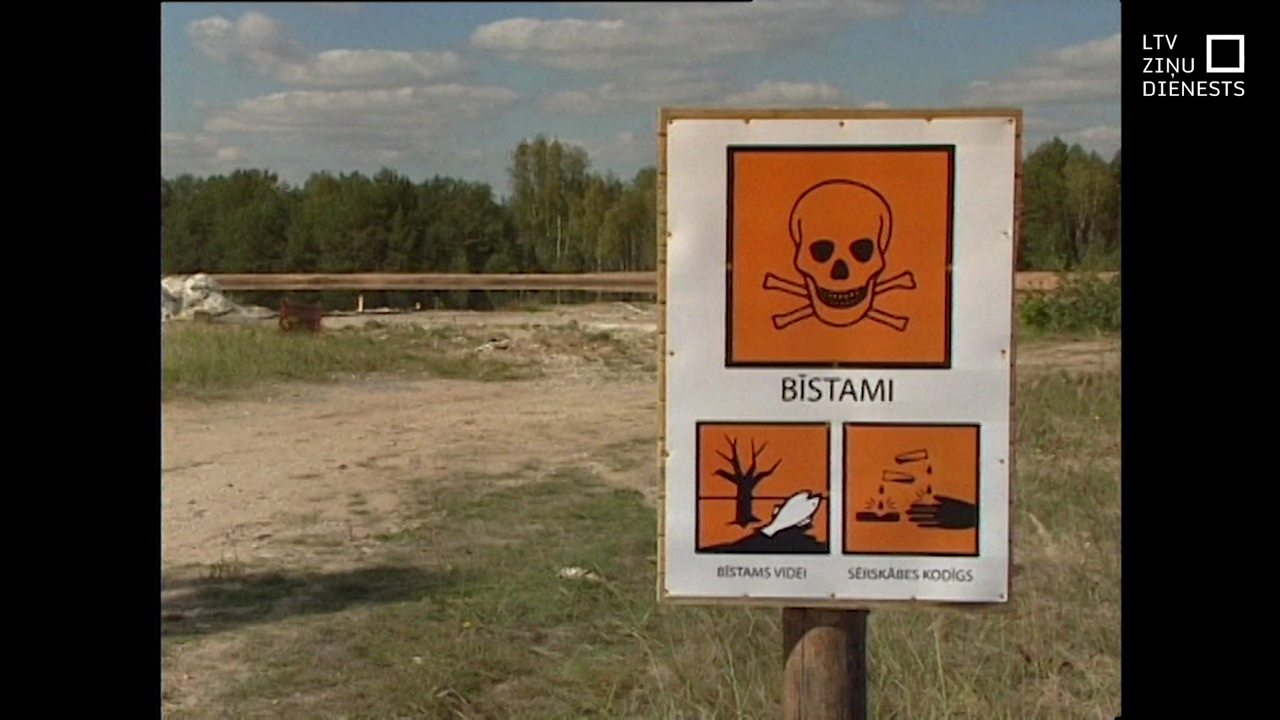 LTV
ZIŅU
DIENESTS
BĪSTAMI
BĪSTAMS VIDEI
SĒRSKĀBES KODĪGS